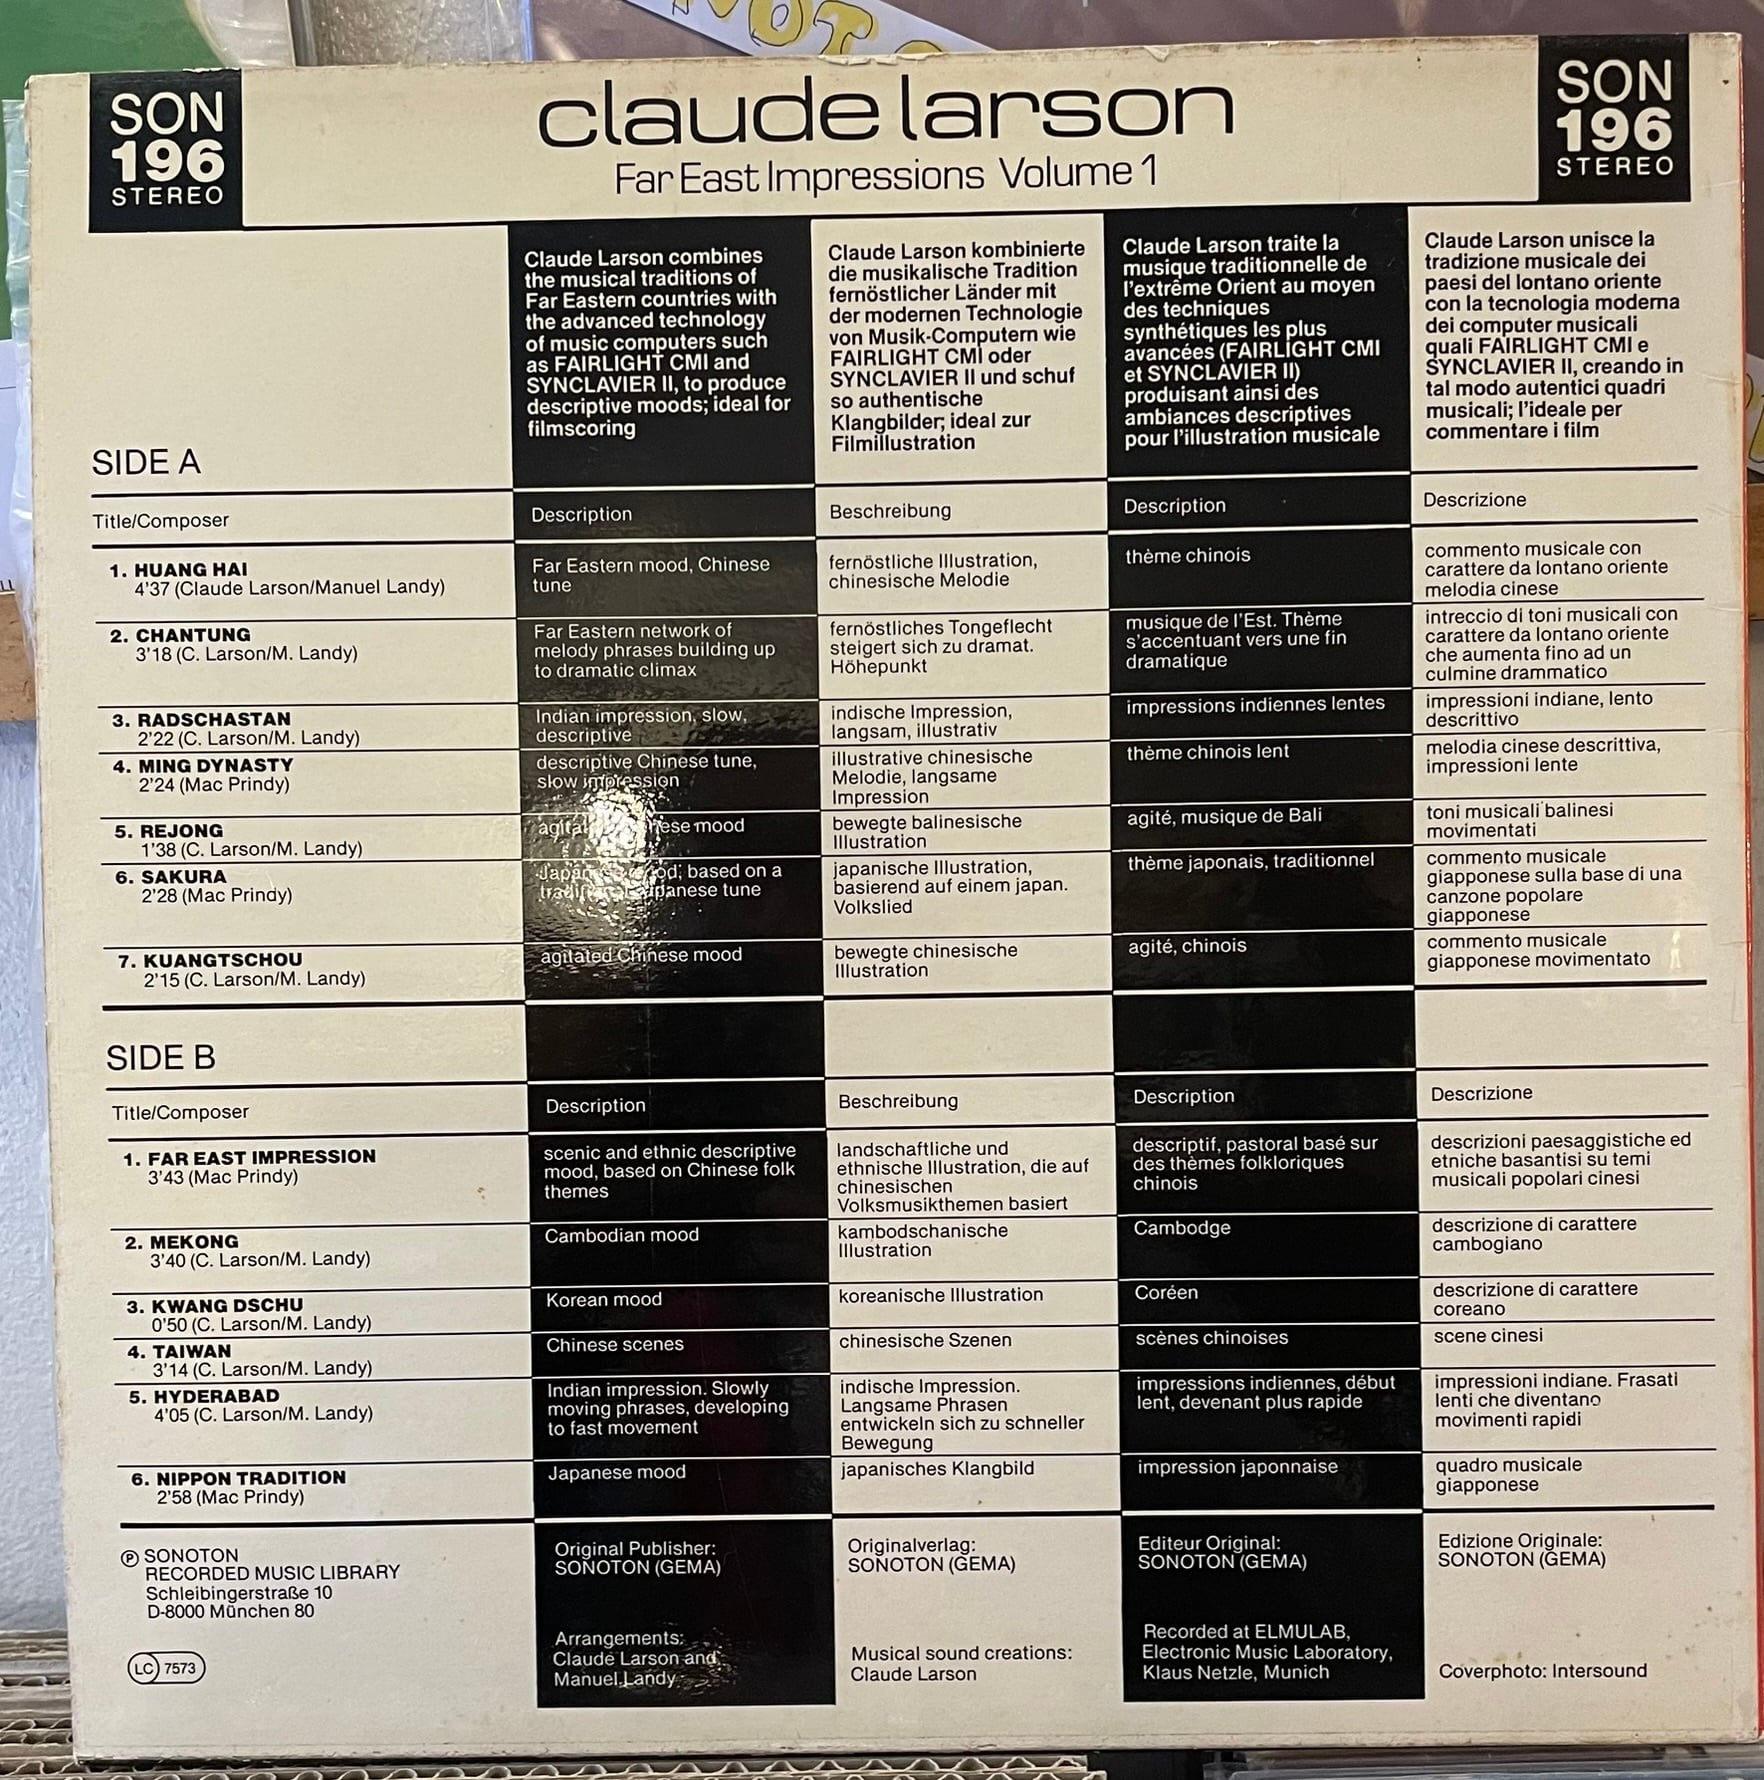 SON
196
STEREO
claude larson
Far East Impressions Volume 1
SON
196
STEREO
Claude Larson combines
the musical traditions of
Far Eastern countries with
the advanced technology
of music computers such
as FAIRLIGHT CMI and
SYNCLAVIER II, to produce
descriptive moods; ideal for
filmscoring
Claude Larson kombinierte
die musikalische Tradition
fernöstlicher Länder mit
der modernen Technologie
von Musik-Computern wie
FAIRLIGHT CMI oder
SYNCLAVIER II und schuf
so authentische
Klangbilder; ideal zur
Filmillustration
Claude Larson traite la
musique traditionnelle de
l'extrême Orient au moyen
des techniques
synthétiques les plus
avancées (FAIRLIGHT CMI
et SYNCLAVIER II)
produisant ainsi des
ambiances descriptives
pour l'illustration musicale
Claude Larson unisce la
tradizione musicale dei
paesi del lontano oriente
con la tecnologia moderna
dei computer musicali
quali FAIRLIGHT CMI e
SYNCLAVIER II, creando in
tal modo autentici quadri
musicali; l'ideale per
commentare i film
SIDE A
Title/Composer
Description
Beschreibung
Description
Descrizione
1. HUANG HAI
4'37 (Claude Larson/Manuel Landy)
Far Eastern mood, Chinese
tune
fernöstliche Illustration,
chinesische Melodie
thème chinois
commento musicale con
carattere da lontano oriente
melodia cinese
2. CHANTUNG
3'18 (C. Larson/M. Landy)
Far Eastern network of
melody phrases building up
to dramatic climax
fernöstliches Tongeflecht
steigert sich zu dramat.
Höhepunkt
musique de l'Est. Thème
s'accentuant vers une fin
dramatique
intreccio di toni musicali con
carattere da lontano oriente
che aumenta fino ad un
culmine drammatico
3. RADSCHASTAN
2'22 (C. Larson/M. Landy)
Indian impression, slow,
descriptive
indische Impression,
langsam, illustrativ
impressions indiennes lentes
impressioni indiane, lento
descrittivo
4. MING DYNASTY
2'24 (Mac Prindy)
descriptive Chinese tune,
slow impression
illustrative chinesische
Melodie, langsame
Impression
thème chinois lent
melodia cinese descrittiva,
impressioni lente
5. REJONG
1'38 (C. Larson/M. Landy)
mood
bewegte balinesische
Illustration
agité, musique de Bali
toni musicali balinesi
movimentati
6. SAKURA
2'28 (Mac Prindy)
based on a
tune
japanische Illustration,
basierend auf einem japan.
Volkslied
thème japonais, traditionnel
commento musicale
giapponese sulla base di una
canzone popolare
giapponese
7. KUANGTSCHOU
2'15 (C. Larson/M. Landy)
agitated Chinese mood
bewegte chinesische
Illustration
agité, chinois
commento musicale
giapponese movimentato
SIDE B
Title/Composer
Description
Beschreibung
Description
Descrizione
1. FAR EAST IMPRESSION
3'43 (Mac Prindy)
scenic and ethnic descriptive
mood, based on Chinese folk
themes
landschaftliche und
ethnische Illustration, die auf
chinesischen
Volksmusikthemen basiert
descriptif, pastoral basé sur
des thèmes folkloriques
chinois
descrizioni paesaggistiche ed
etniche basantisi su temi
musicali popolari cinesi
2. MEKONG
3'40 (C. Larson/M. Landy)
Cambodian mood
kambodschanische
Illustration
Cambodge
descrizione di carattere
cambogiano
3. KWANG DSCHU
0'50 (C. Larson/M. Landy)
Korean mood
koreanische Illustration
Coréen
descrizione di carattere
coreano
4. TAIWAN
3'14 (C. Larson/M. Landy)
Chinese scenes
chinesische Szenen
scènes chinoises
scene cinesi
5. HYDERABAD
4'05 (C. Larson/M. Landy)
Indian impression. Slowly
moving phrases, developing
to fast movement
indische Impression.
Langsame Phrasen
entwickeln sich zu schneller
Bewegung
impressions indiennes, début
lent, devenant plus rapide
impressioni indiane. Frasati
lenti che diventano
movimenti rapidi
6. NIPPON TRADITION
2'58 (Mac Prindy)
Japanese mood
japanisches Klangbild
impression japonnaise
quadro musicale
giapponese
℗ SONOTON
RECORDED MUSIC LIBRARY
Schleibingerstraße 10
D-8000 München 80
LC 7573
Original Publisher:
SONOTON (GEMA)
Arrangements:
Claude Larson and
Manuel Landy
Originalverlag:
SONOTON (GEMA)
Musical sound creations:
Claude Larson
Editeur Original:
SONOTON (GEMA)
Recorded at ELMULAB,
Electronic Music Laboratory,
Klaus Netzle, Munich
Edizione Originale:
SONOTON (GEMA)
Coverphoto: Intersound